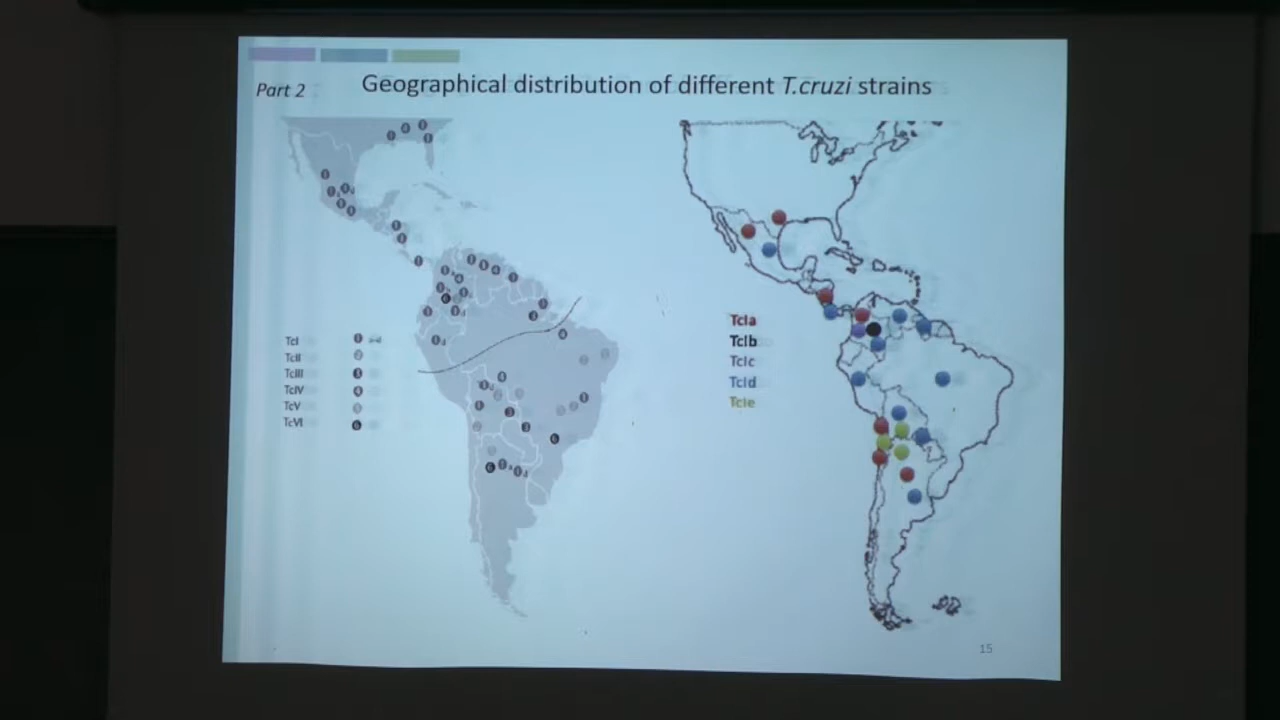 Part 2
Geographical distribution of different T.cruzi strains
TcI
TcII
TcIII
TcIV
TcV
TcVI
TcIa
TcIb
TcIc
TcId
TcIe
15